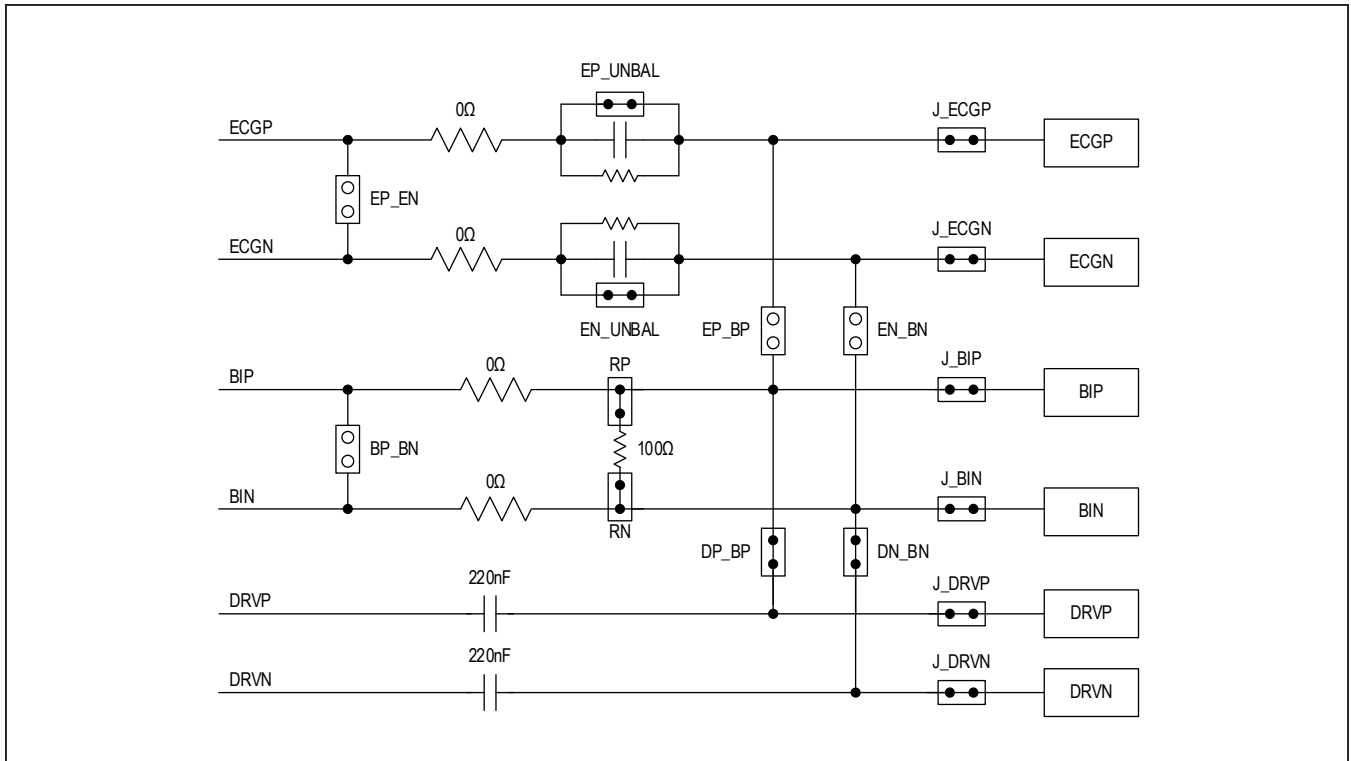 EP_UNBAL
0Ω
J_ECGP
ECGP
ECGP
EP_EN
0Ω
J_ECGN
ECGN
ECGN
EN_UNBAL
EP_BP
EN_BN
0Ω
RP
J_BIP
BIP
BIP
BP_BN
100Ω
0Ω
J_BIN
BIN
BIN
RN
DP_BP
DN_BN
220nF
J_DRVP
DRVP
DRVP
220nF
J_DRVN
DRVN
DRVN